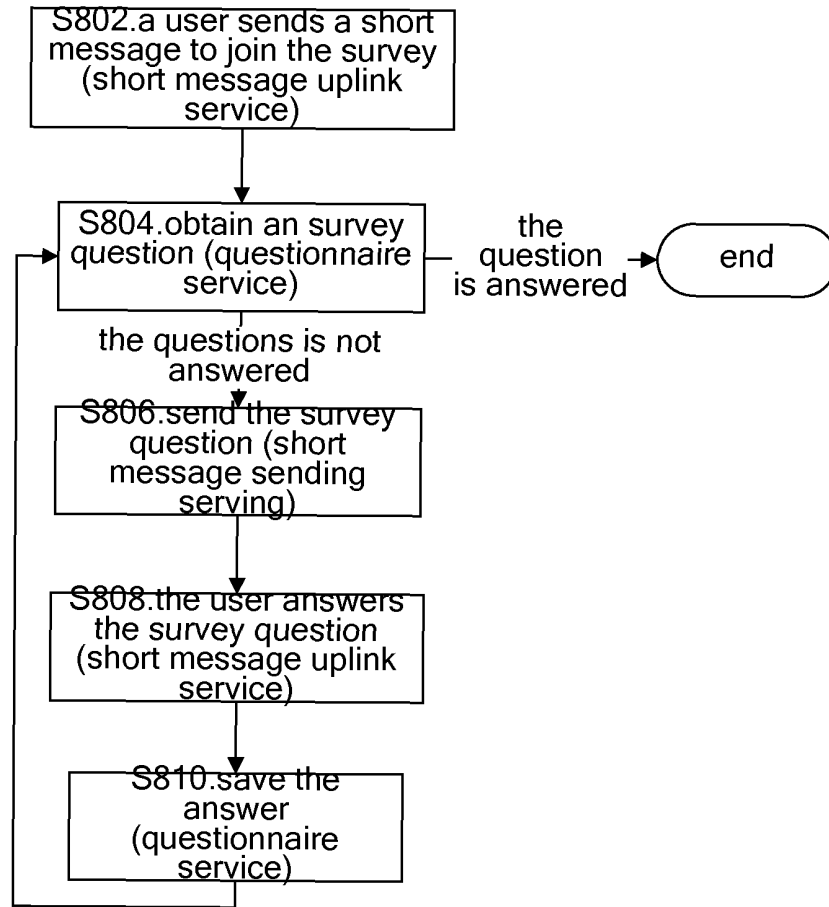 S802.a user sends a short
message to join the survey
(short message uplink
service)
S804.obtain an survey
question (questionnaire
service)
the
question
is answered
end
the questions is not
answered
S806.send the survey
question (short
message sending
serving)
S808.the user answers
the survey question
(short message uplink
service)
S810.save the
answer
(questionnaire
service)